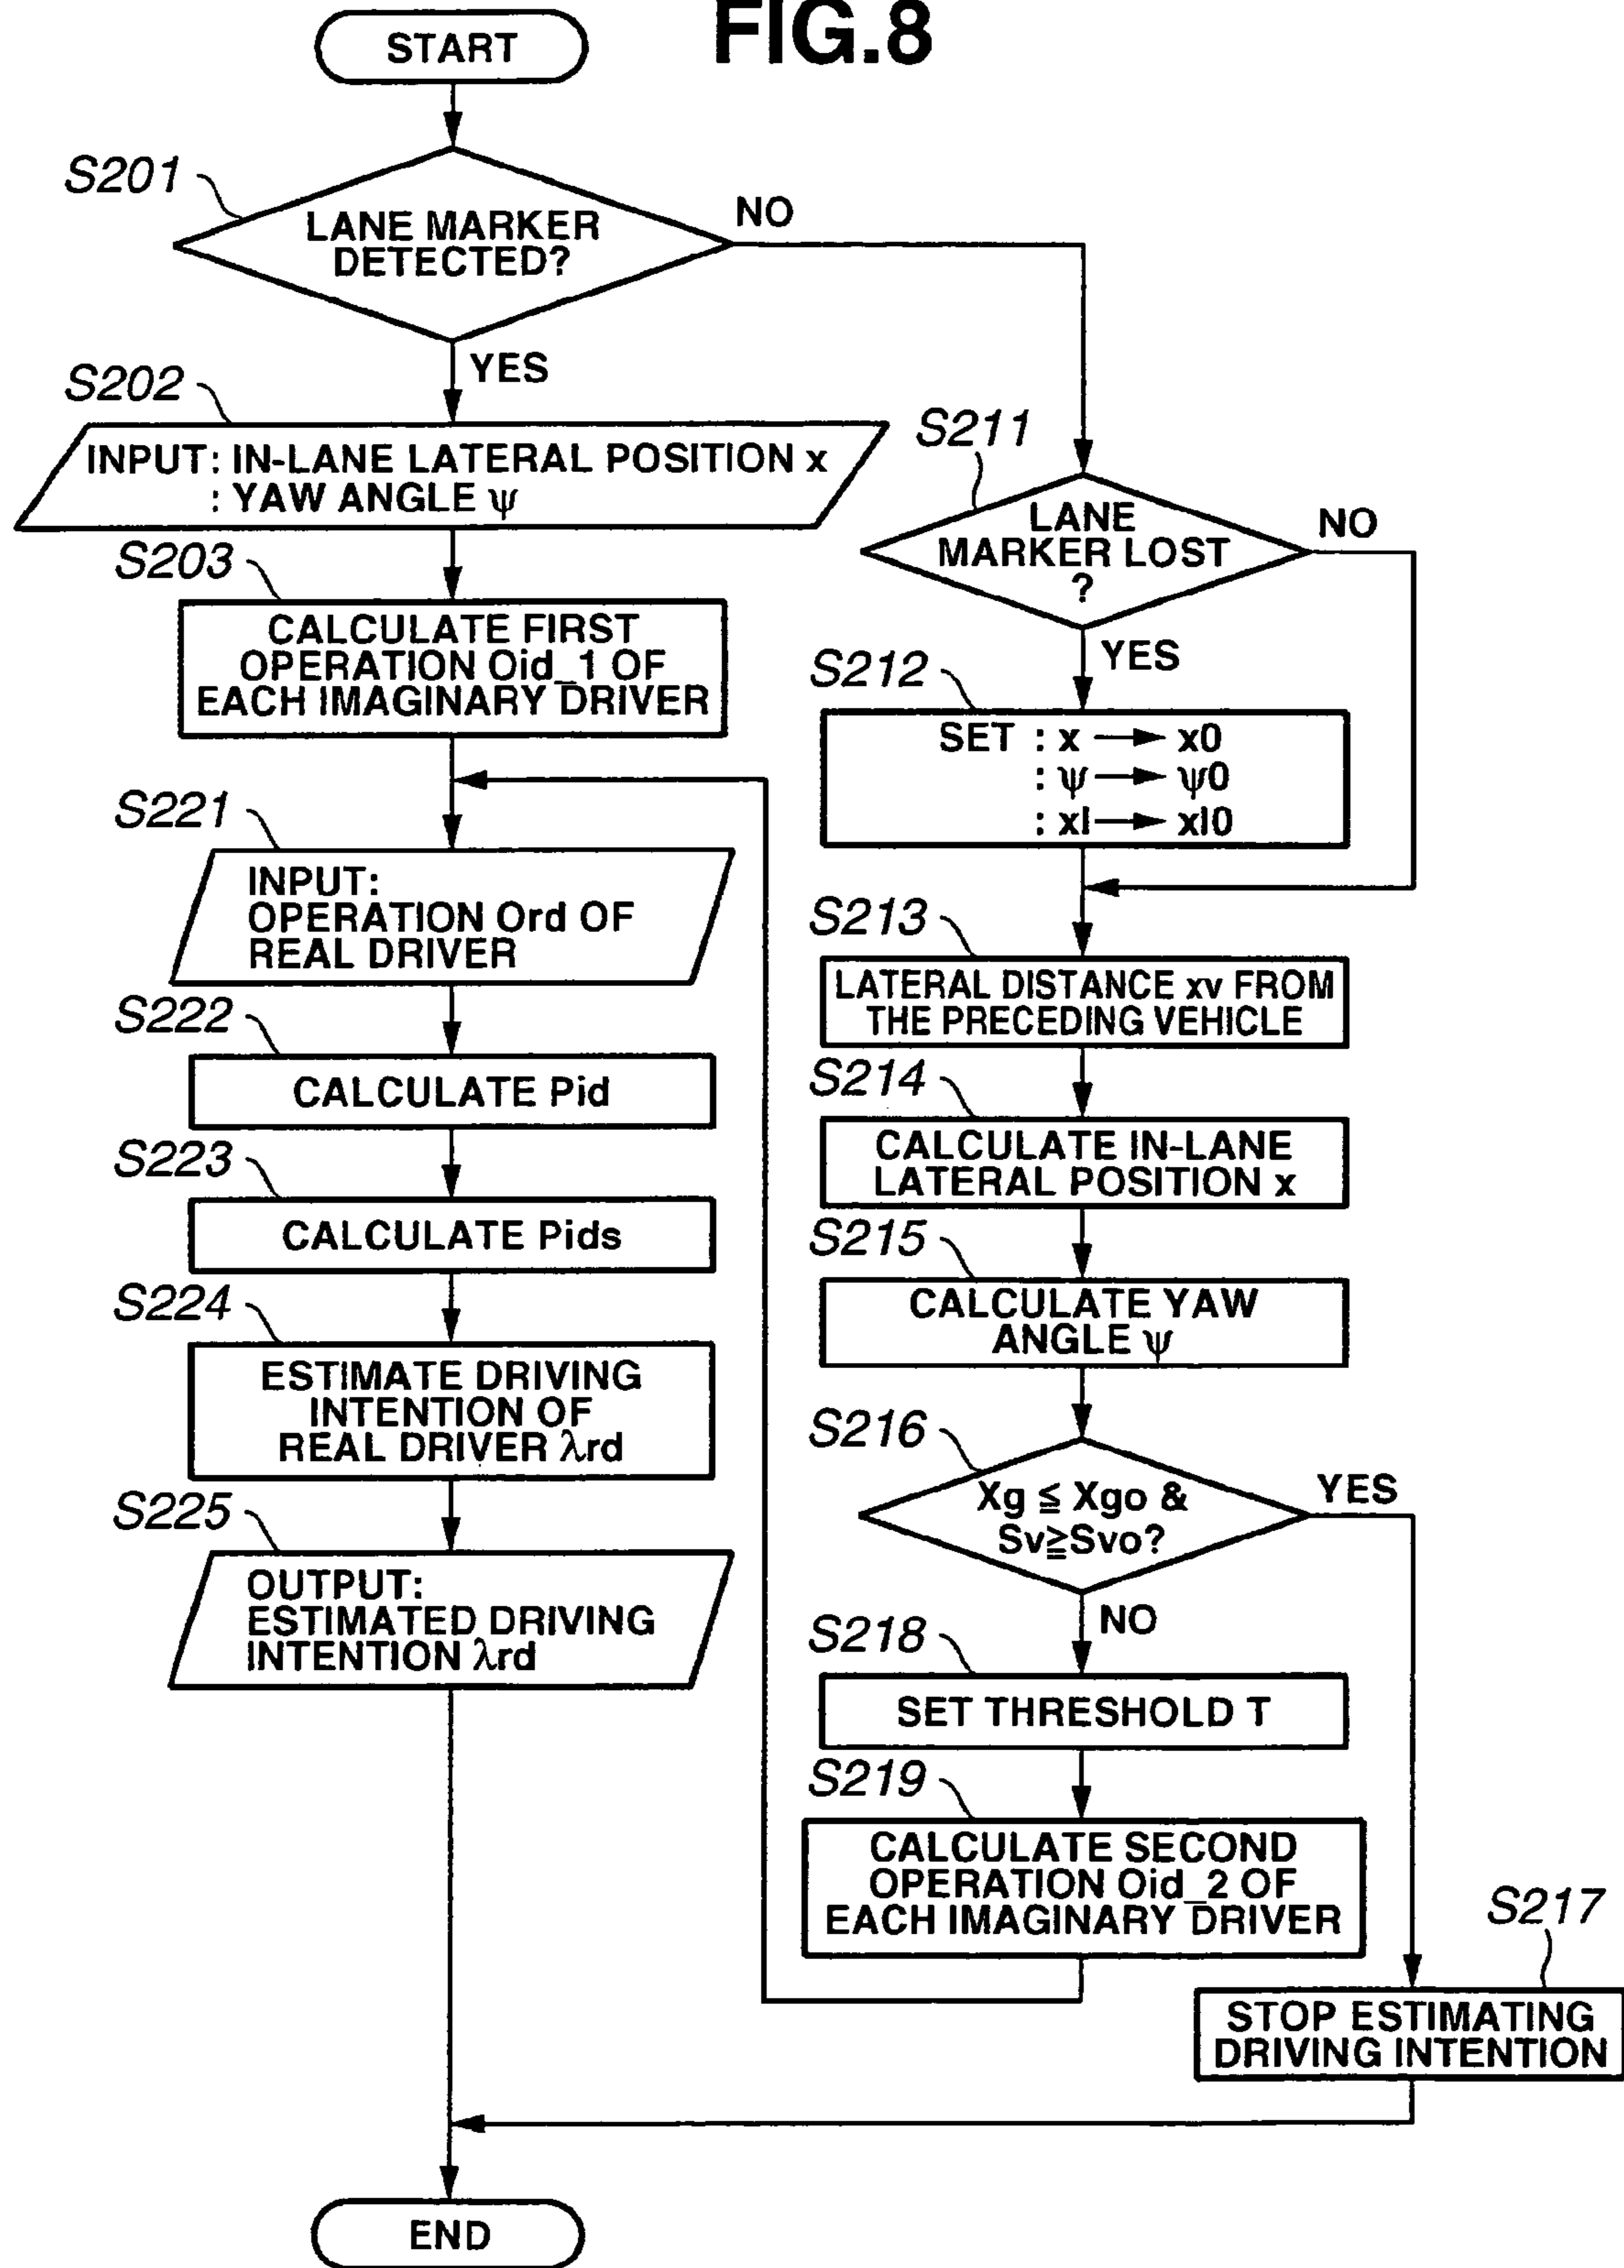 FIG.8
START
S201
LANE MARKER
DETECTED?
NO
YES
S202
INPUT: IN-LANE LATERAL POSITION x
: YAW ANGLE ψ
S203
CALCULATE FIRST
OPERATION Oid_1 OF
EACH IMAGINARY DRIVER
S221
INPUT:
OPERATION Ord OF
REAL DRIVER
S222
CALCULATE Pid
S223
CALCULATE Pids
S224
ESTIMATE DRIVING
INTENTION OF
REAL DRIVER λrd
S225
OUTPUT:
ESTIMATED DRIVING
INTENTION λrd
S211
LANE
MARKER LOST
?
NO
YES
S212
SET : x → x0
: ψ → ψ0
: xl → xl0
S213
LATERAL DISTANCE xv FROM
THE PRECEDING VEHICLE
S214
CALCULATE IN-LANE
LATERAL POSITION x
S215
CALCULATE YAW
ANGLE ψ
S216
Xg ≦ Xgo &
Sv≧Svo?
YES
NO
S218
SET THRESHOLD T
S219
CALCULATE SECOND
OPERATION Oid_2 OF
EACH IMAGINARY DRIVER
S217
STOP ESTIMATING
DRIVING INTENTION
END